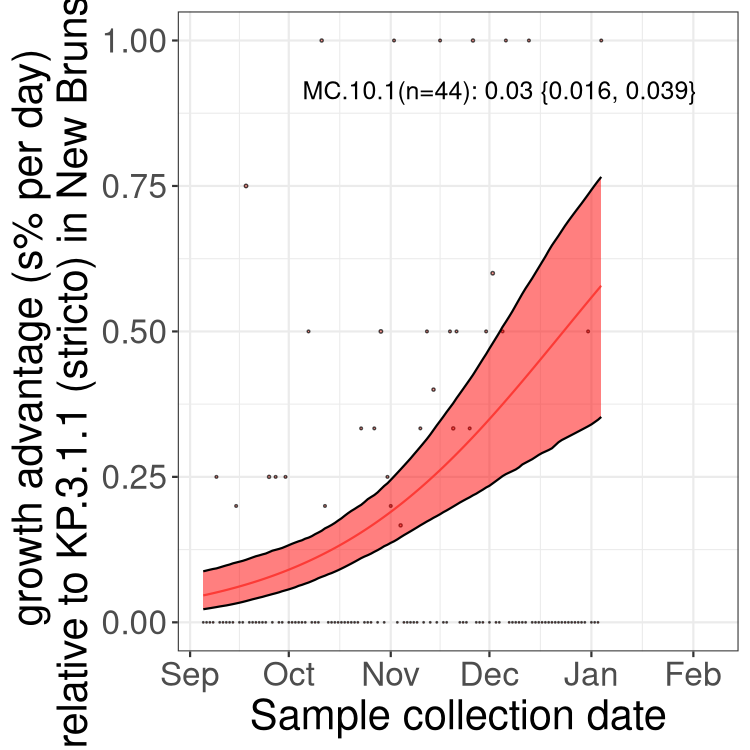 growth advantage (s% per day)
relative to KP.3.1.1 (stricto) in New Bruns
1.00
0.75
0.50
0.25
0.00
MC.10.1(n=44): 0.03 {0.016, 0.039}
Sep Oct Nov Dec Jan Feb
Sample collection date